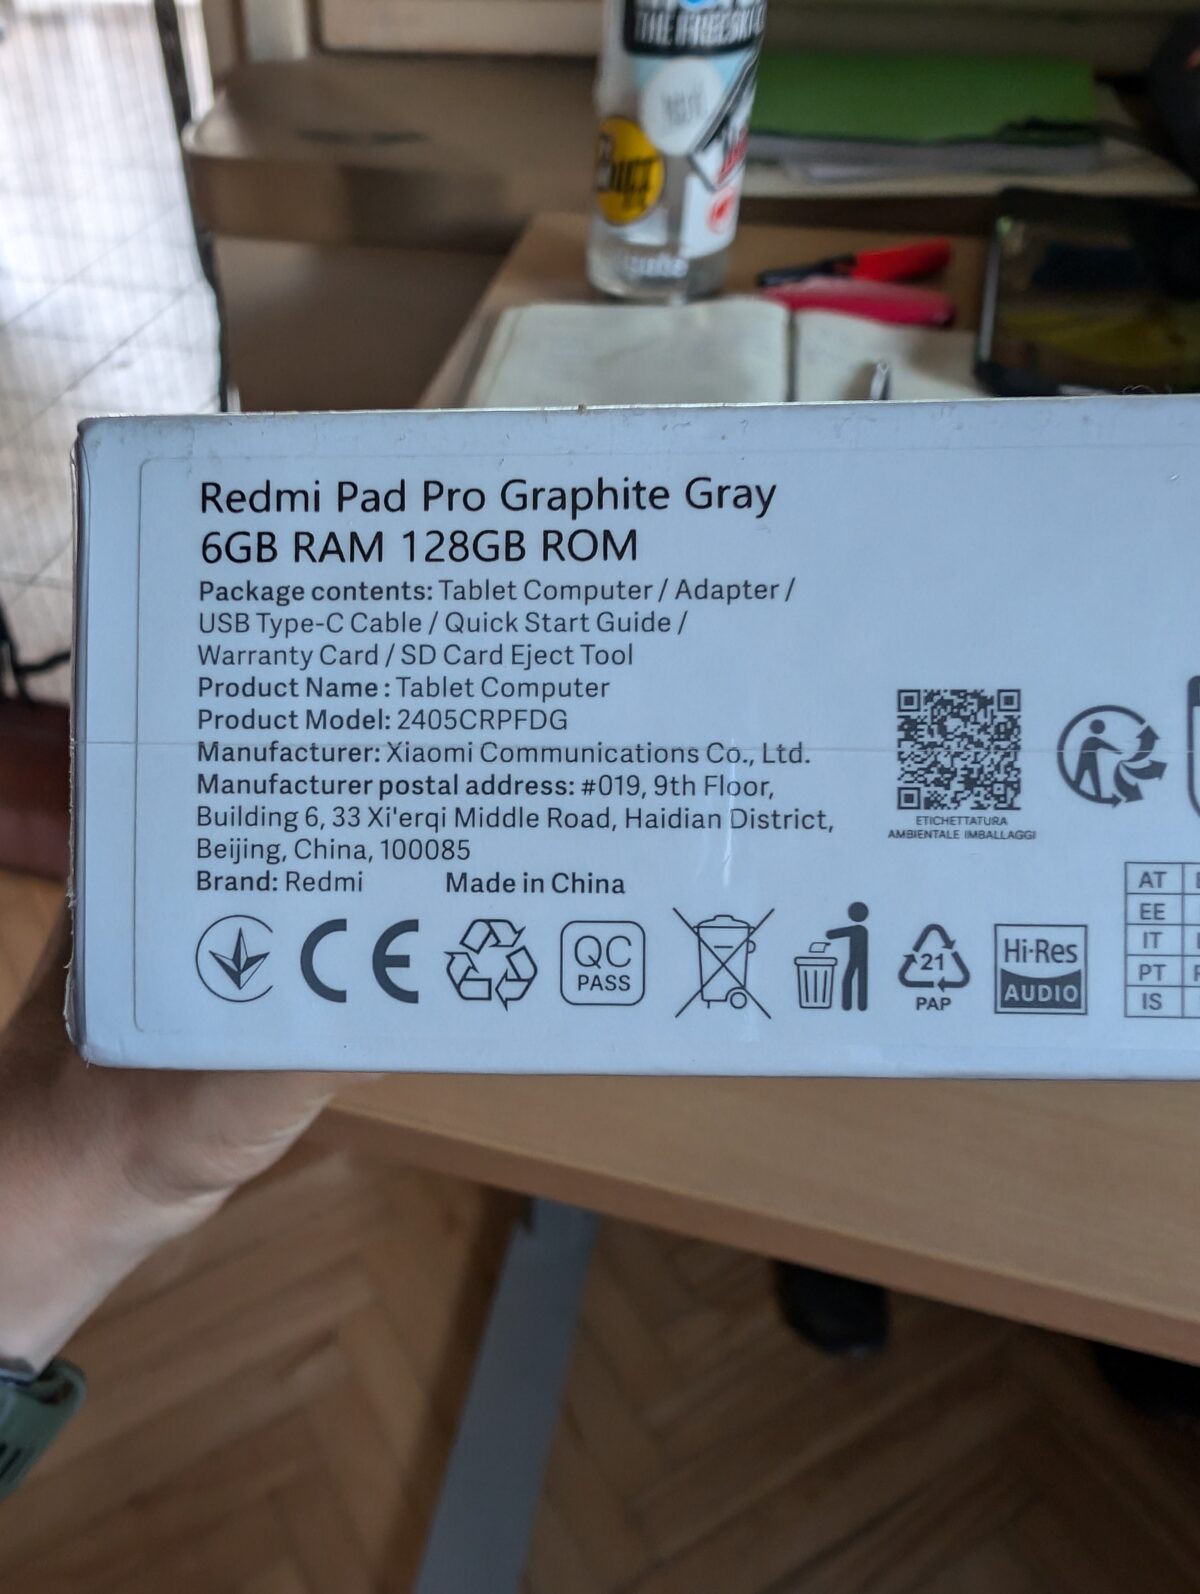 THE FREESKI
BUFF
Redmi Pad Pro Graphite Gray
6GB RAM 128GB ROM
Package contents: Tablet Computer / Adapter /
USB Type-C Cable / Quick Start Guide /
Warranty Card / SD Card Eject Tool
Product Name : Tablet Computer
Product Model: 2405CRPFDG
Manufacturer: Xiaomi Communications Co., Ltd.
Manufacturer postal address: #019, 9th Floor,
Building 6, 33 Xi'erqi Middle Road, Haidian District,
Beijing, China, 100085
Brand: Redmi Made in China
ETICHETTATURA
AMBIENTALE IMBALLAGGI
CE
QC
PASS
21
PAP
Hi-Res
AUDIO
AT
EE
IT
PT
IS